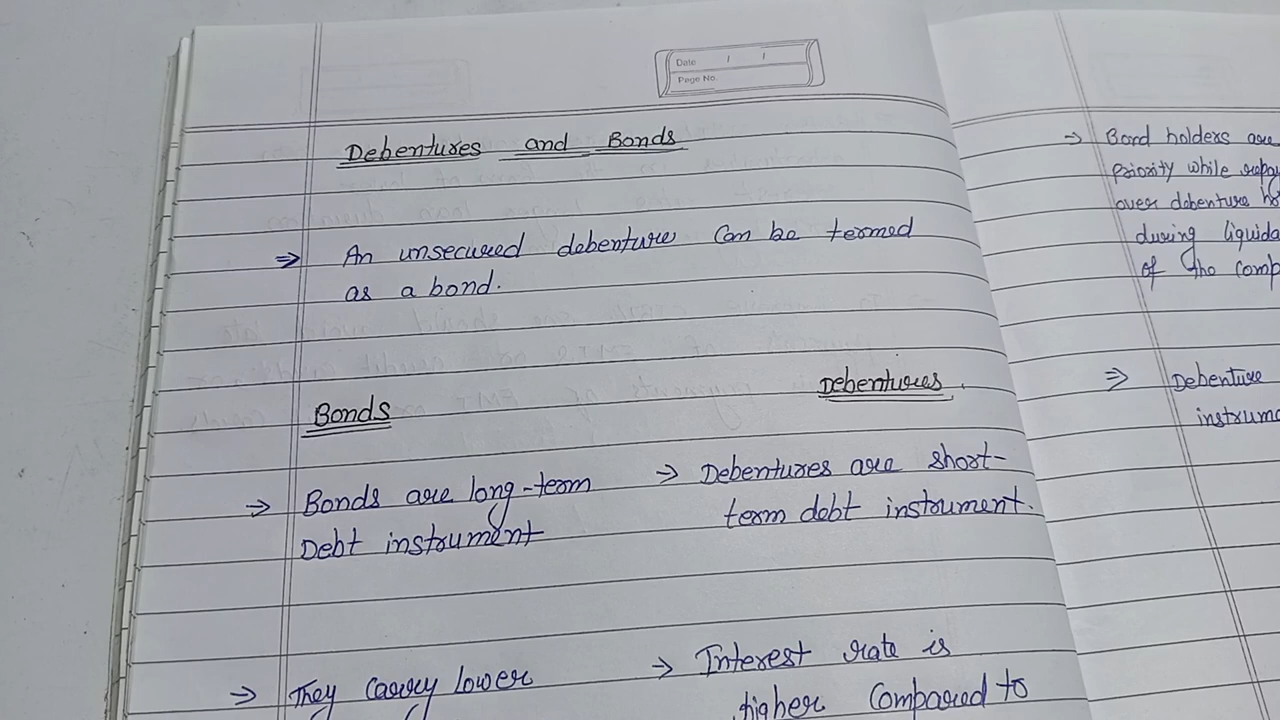 Date / /
Page No.
Debentures and Bonds
⇒ An unsecured debenture can be termed
as a bond.
Bonds
Debentures.
⇒ Bonds are long-term
Debt instrument
→ Debentures are short-
term debt instrument.
⇒ They carry lower
→ Interest rate is
higher compared to
⇒ Bond holders are
priority while
over debenture
during
of the
⇒ Debenture